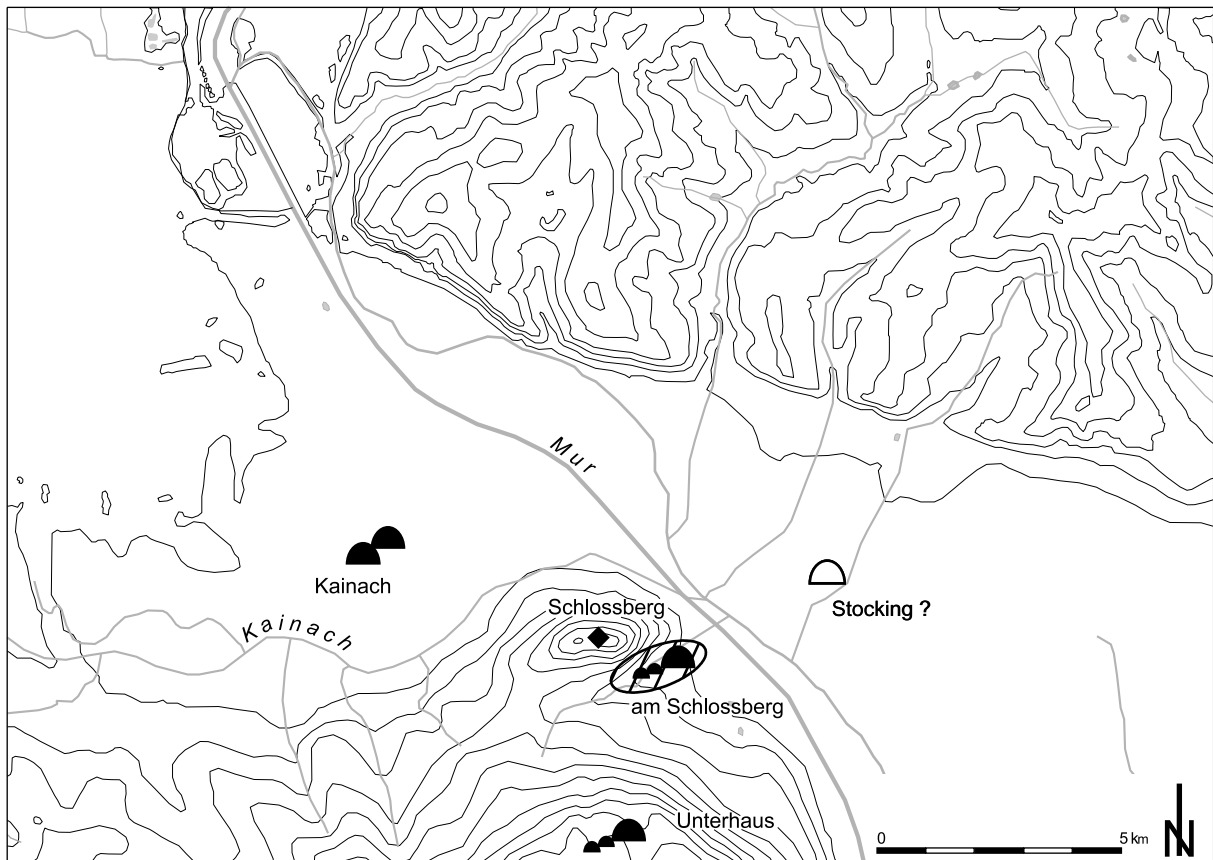 Mur
Kainach
Kainach
Schlossberg
Stocking ?
am Schlossberg
Unterhaus
0 5 km
N